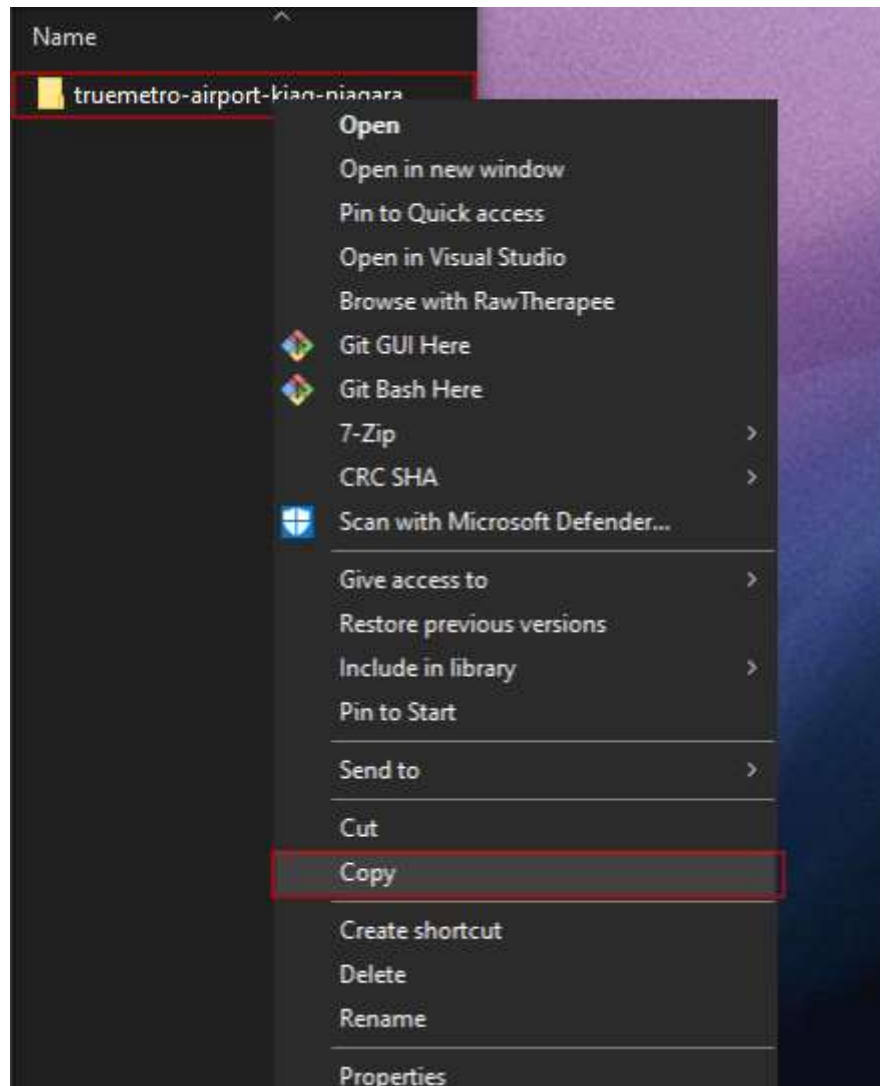 Name
truemetro-airport-kiag-niagara
Open
Open in new window
Pin to Quick access
Open in Visual Studio
Browse with RawTherapee
Git GUI Here
Git Bash Here
7-Zip
CRC SHA
Scan with Microsoft Defender...
Give access to
Restore previous versions
Include in library
Pin to Start
Send to
Cut
Copy
Create shortcut
Delete
Rename
Properties